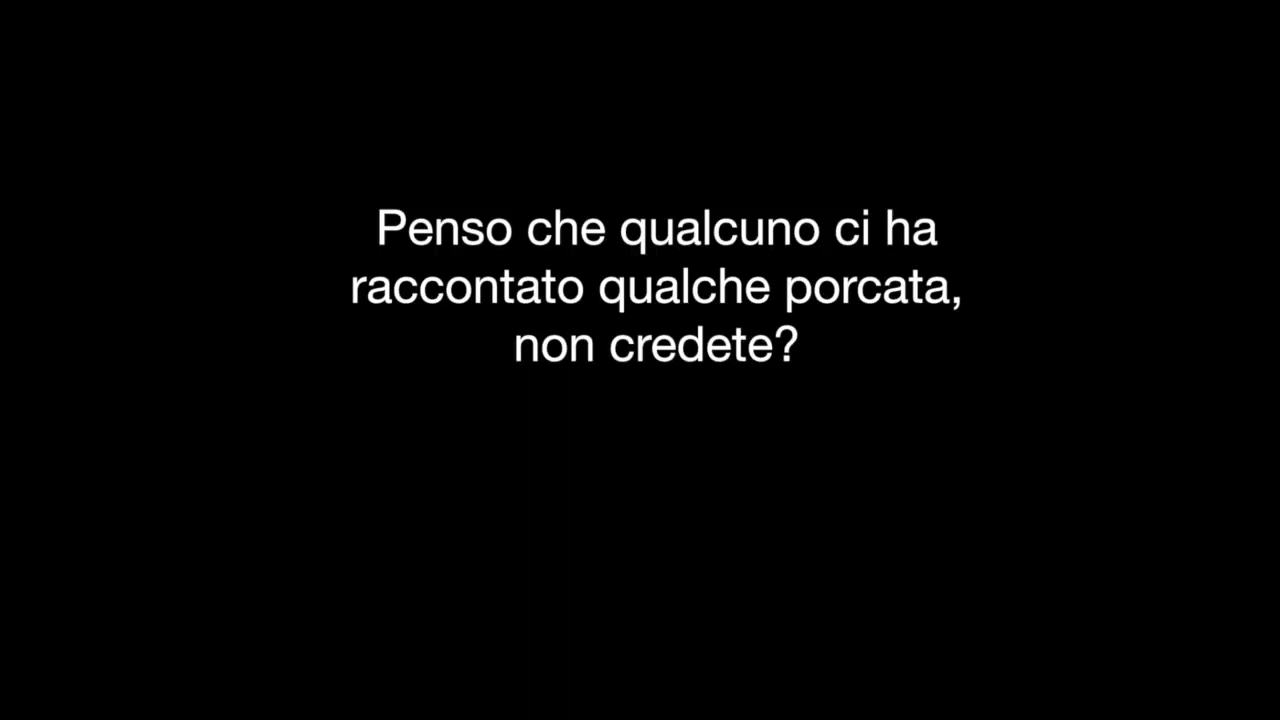 Penso che qualcuno ci ha
raccontato qualche porcata,
non credete?